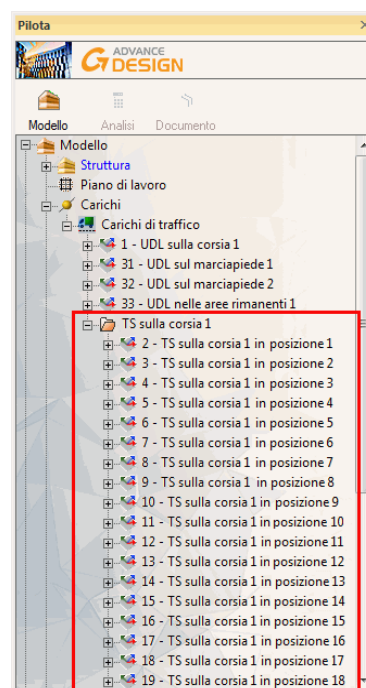 Pilota
ADVANCE
DESIGN
Modello Analisi Documento
Modello
Struttura
Piano di lavoro
Carichi
Carichi di traffico
1 - UDL sulla corsia 1
31 - UDL sul marciapiede 1
32 - UDL sul marciapiede 2
33 - UDL nelle aree rimanenti 1
TS sulla corsia 1
2 - TS sulla corsia 1 in posizione 1
3 - TS sulla corsia 1 in posizione 2
4 - TS sulla corsia 1 in posizione 3
5 - TS sulla corsia 1 in posizione 4
6 - TS sulla corsia 1 in posizione 5
7 - TS sulla corsia 1 in posizione 6
8 - TS sulla corsia 1 in posizione 7
9 - TS sulla corsia 1 in posizione 8
10 - TS sulla corsia 1 in posizione 9
11 - TS sulla corsia 1 in posizione 10
12 - TS sulla corsia 1 in posizione 11
13 - TS sulla corsia 1 in posizione 12
14 - TS sulla corsia 1 in posizione 13
15 - TS sulla corsia 1 in posizione 14
16 - TS sulla corsia 1 in posizione 15
17 - TS sulla corsia 1 in posizione 16
18 - TS sulla corsia 1 in posizione 17
19 - TS sulla corsia 1 in posizione 18